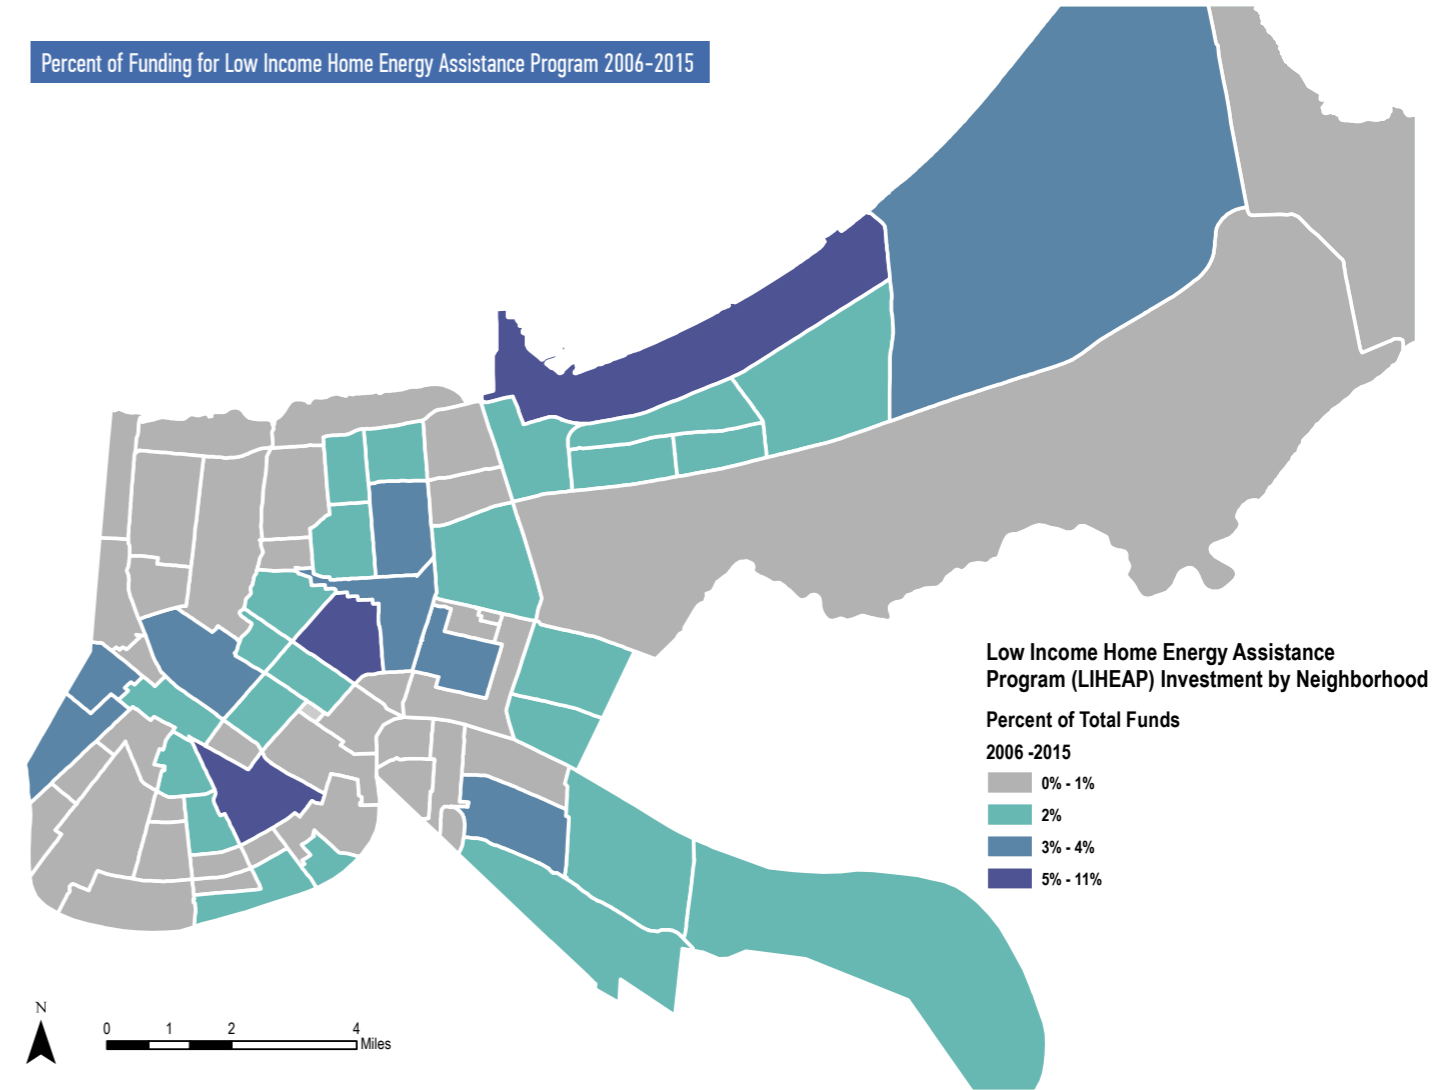 Percent of Funding for Low Income Home Energy Assistance Program 2006-2015
Low Income Home Energy Assistance
Program (LIHEAP) Investment by Neighborhood
Percent of Total Funds
2006 -2015
0% - 1%
2%
3% - 4%
5% - 11%
N
0 1 2 4
Miles